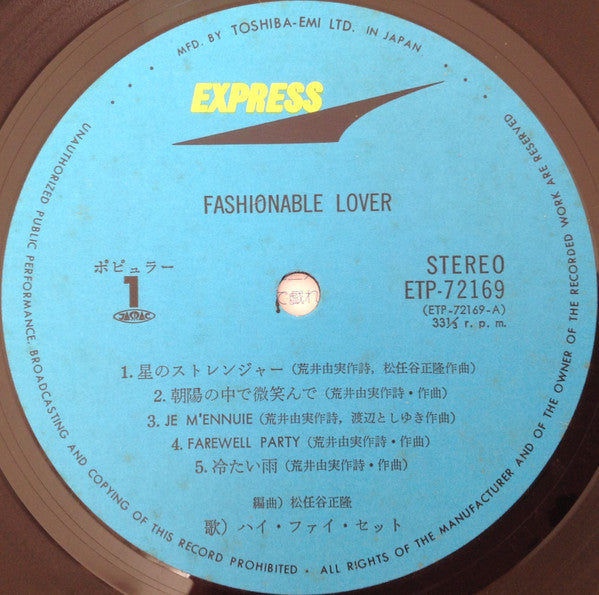 MFD. BY TOSHIBA-EMI LTD. IN JAPAN
EXPRESS
FASHIONABLE LOVER
ポピュラー
1
JASRAC
STEREO
ETP-72169
(ETP-72169-A)
33⅓ r. p. m.
1. 星のストレンジャー (荒井由実作詩, 松任谷正隆作曲)
2. 朝陽の中で微笑んで (荒井由実作詩・作曲)
3. JE M'ENNUIE (荒井由実作詩, 渡辺としゆき作曲)
4. FAREWELL PARTY (荒井由実作詩・作曲)
5. 冷たい雨 (荒井由実作詩・作曲)
編曲) 松任谷正隆
歌) ハイ・ファイ・セット
UNAUTHORIZED PUBLIC PERFORMANCE, BROADCASTING AND COPYING OF THIS RECORD PROHIBITED • ALL RIGHTS OF THE MANUFACTURER AND OF THE OWNER OF THE RECORDED WORK ARE RESERVED